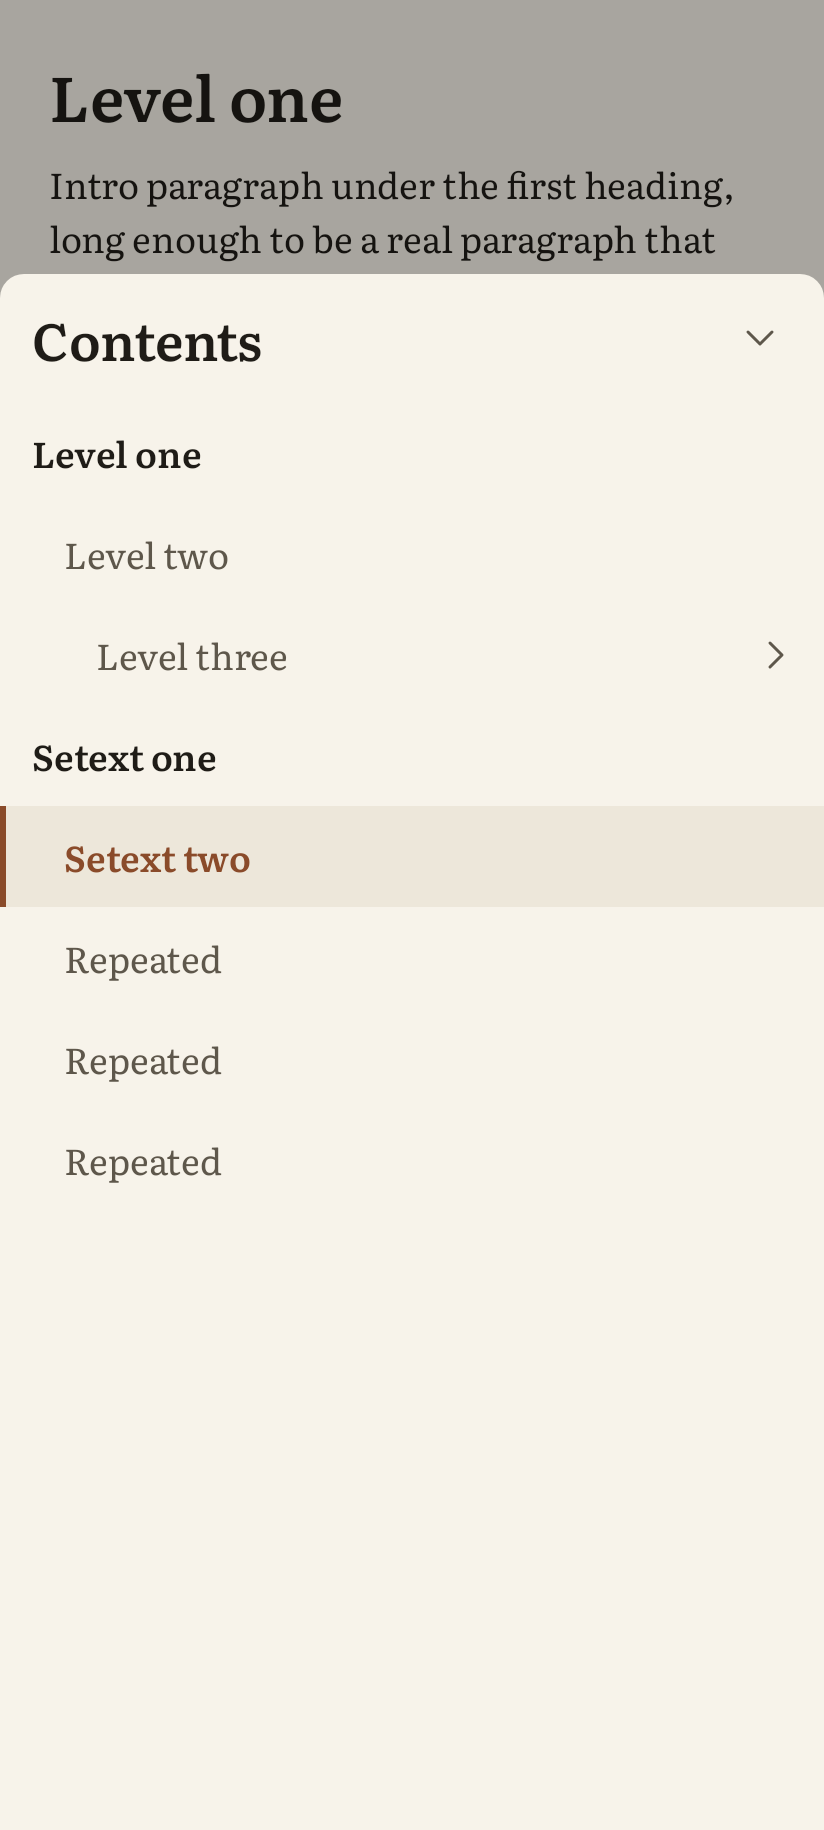 Level one
Intro paragraph under the first heading,
long enough to be a real paragraph that
Contents
Level one
Level two
Level three
Setext one
Setext two
Repeated
Repeated
Repeated